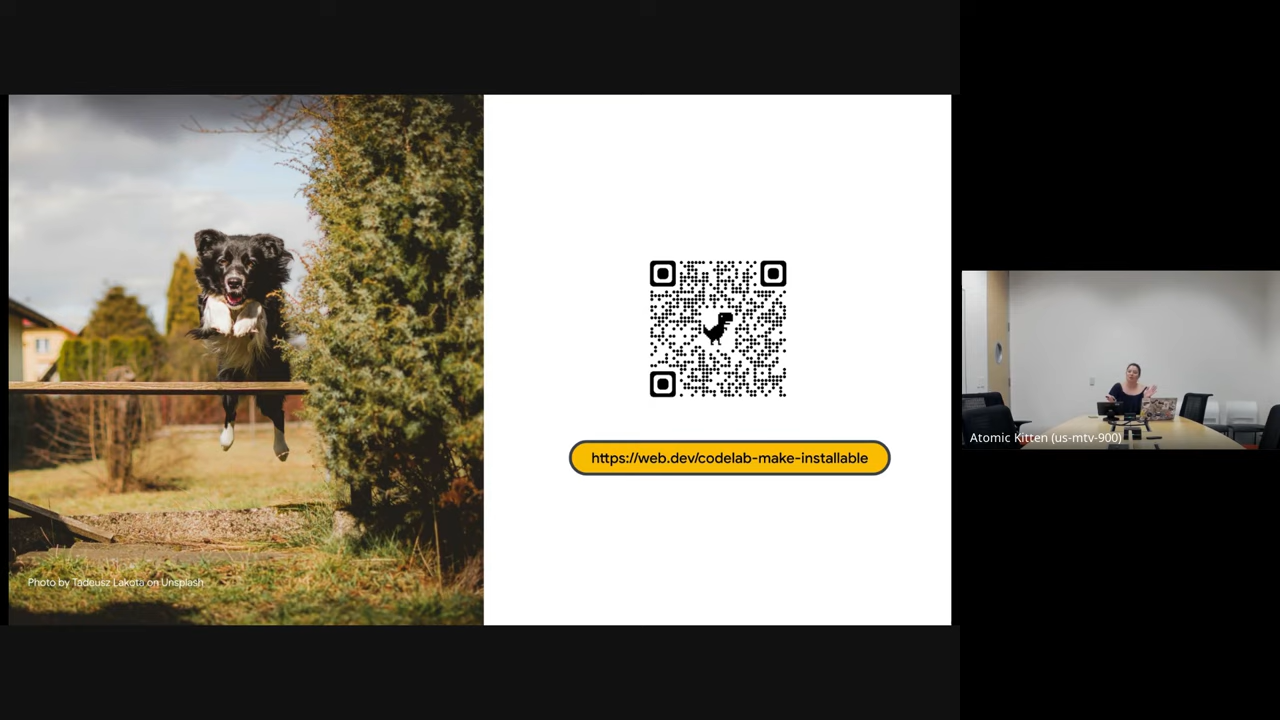 Photo by Tadeusz Lakota on Unsplash
https://web.dev/codelab-make-installable
Atomic Kitten (us-mtv-900)